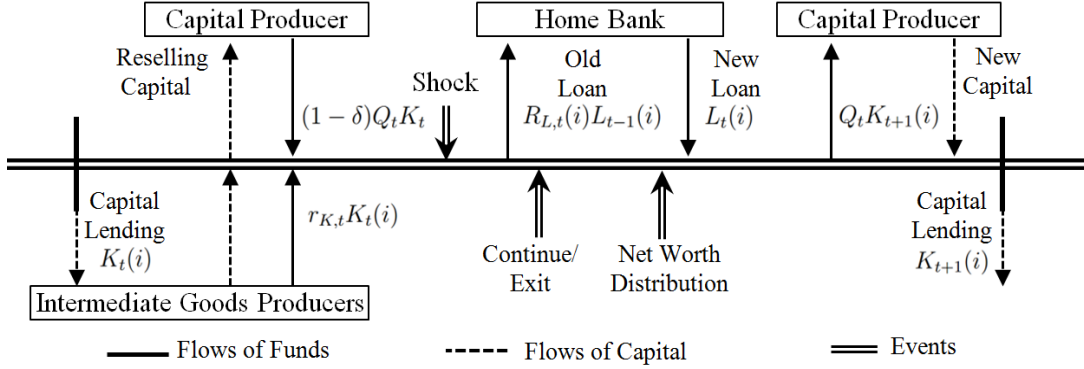 Capital Producer
Home Bank
Capital Producer
Reselling
Capital
Shock
Old
Loan
New
Loan
New
Capital
(1 − δ)Q_tK_t
R_{L,t}(i)L_{t−1}(i)
L_t(i)
Q_tK_{t+1}(i)
Capital
Lending
K_t(i)
r_{K,t}K_t(i)
Continue/
Exit
Net Worth
Distribution
Capital
Lending
K_{t+1}(i)
Intermediate Goods Producers
Flows of Funds
Flows of Capital
Events